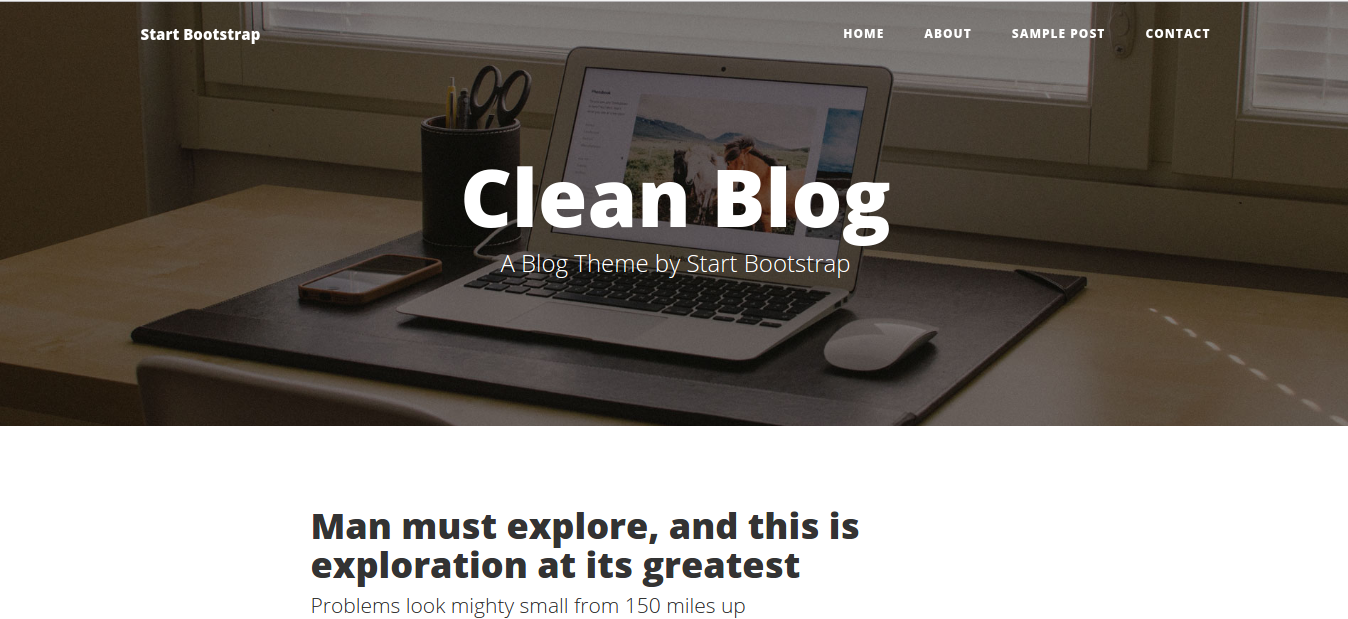 Start Bootstrap
HOME ABOUT SAMPLE POST CONTACT
Clean Blog
A Blog Theme by Start Bootstrap
Man must explore, and this is
exploration at its greatest
Problems look mighty small from 150 miles up